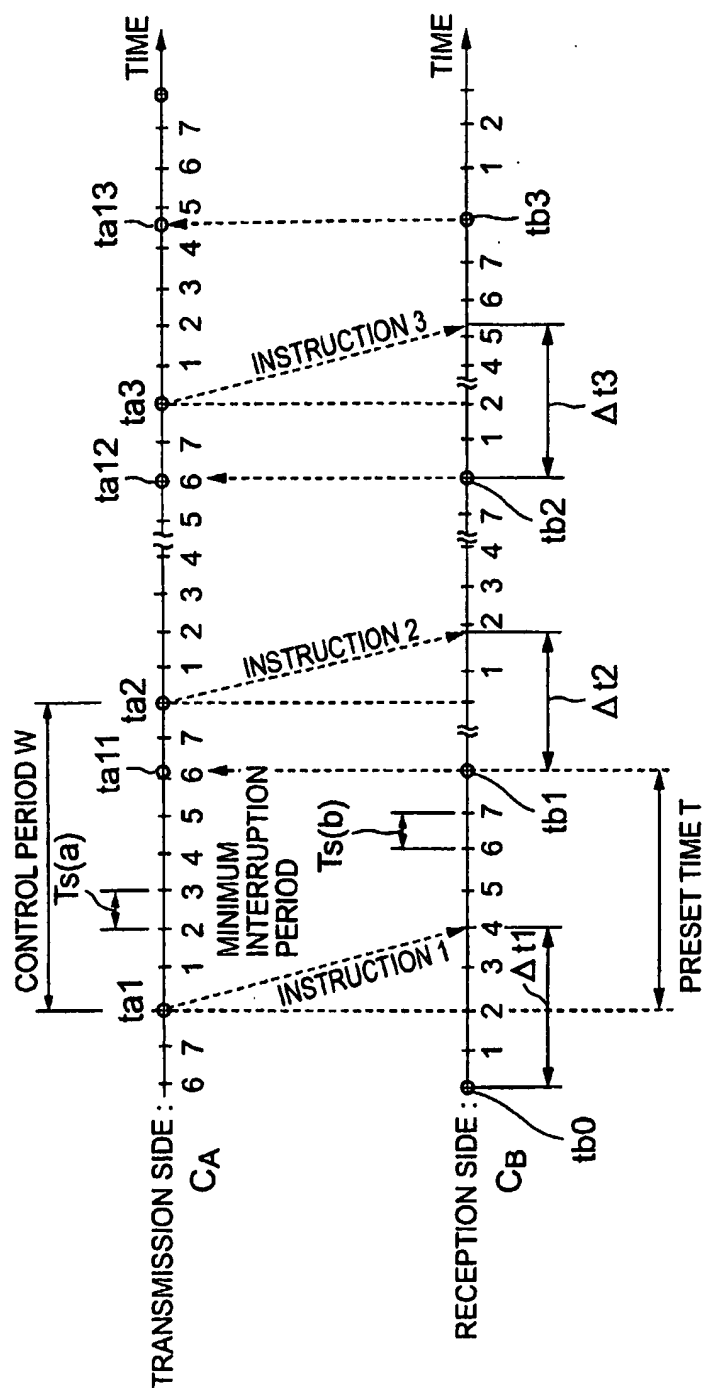 CONTROL PERIOD W
Ts(a)
ta1
ta11
ta2
ta12
ta3
ta13
TIME
TRANSMISSION SIDE :
CA
6 7 1 2 3 4 5 6 7 1 2 3 4 5 6 7 1 2 3 4 5 6 7
MINIMUM
INTERRUPTION
PERIOD
INSTRUCTION 1
INSTRUCTION 2
INSTRUCTION 3
Ts(b)
TIME
RECEPTION SIDE :
CB
1 2 3 4 5 6 7 1 2 3 4 7 1 2 4 5 6 7 1 2
tb0
Δt1
tb1
Δt2
tb2
Δt3
tb3
PRESET TIME T